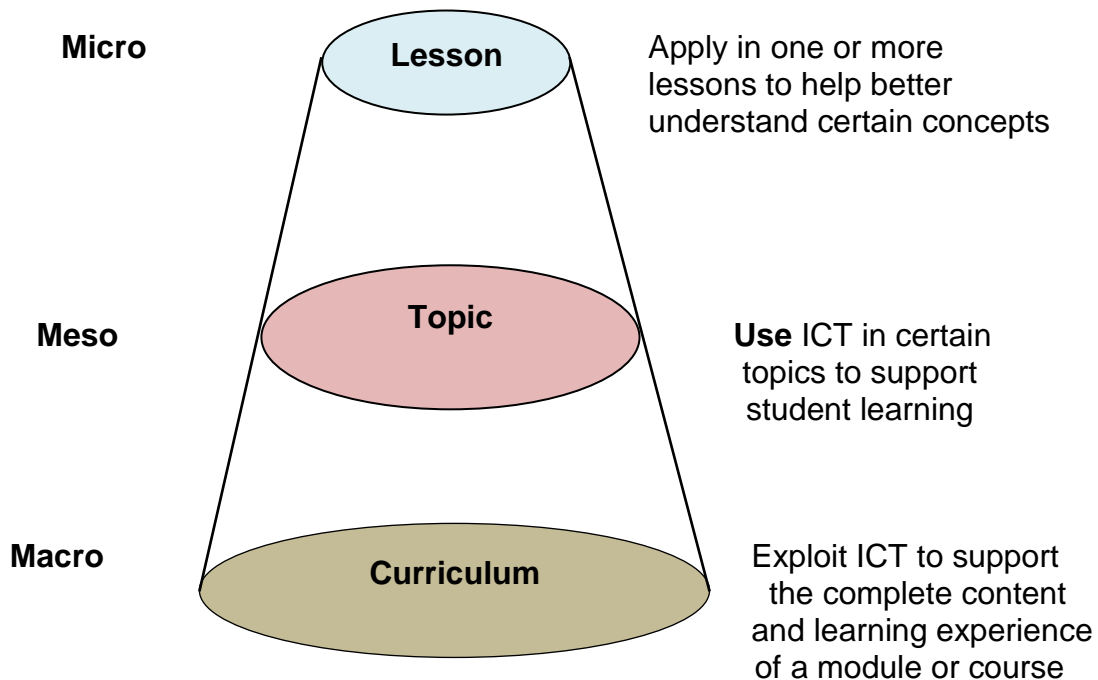 Micro
Lesson
Apply in one or more
lessons to help better
understand certain concepts
Meso
Topic
Use ICT in certain
topics to support
student learning
Macro
Curriculum
Exploit ICT to support
the complete content
and learning experience
of a module or course